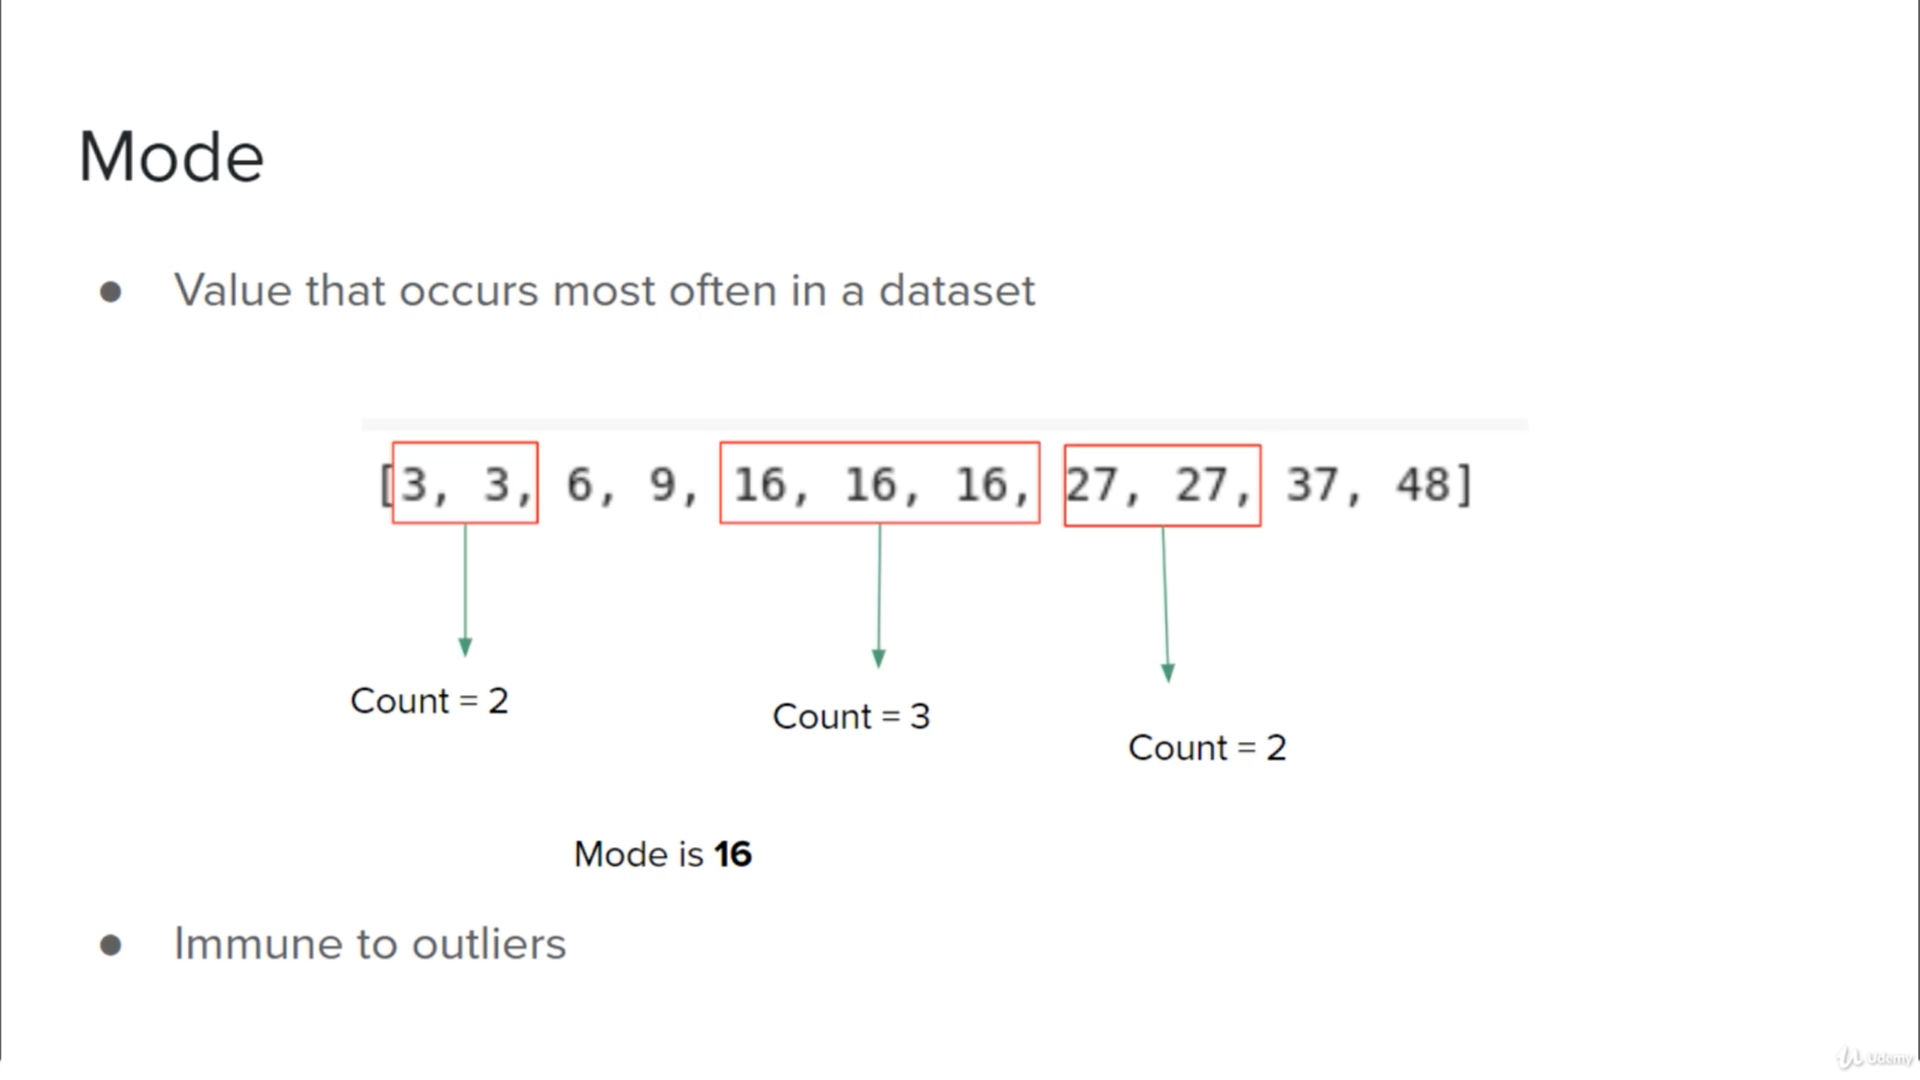 Mode
● Value that occurs most often in a dataset
[3, 3, 6, 9, 16, 16, 16, 27, 27, 37, 48]
Count = 2
Count = 3
Count = 2
Mode is 16
● Immune to outliers
Udemy